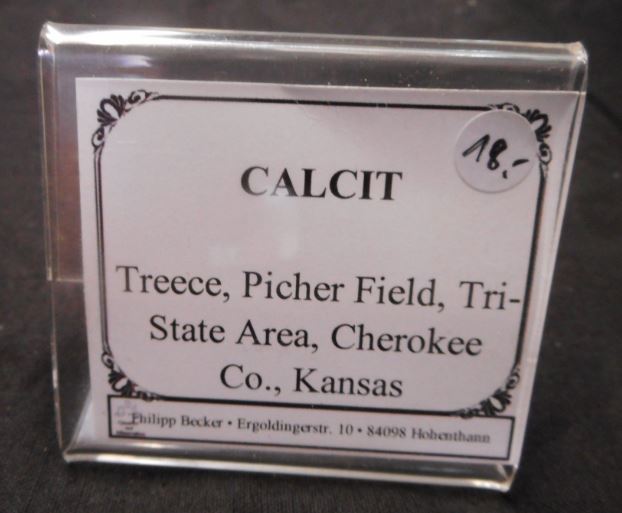 18.-
CALCIT
Treece, Picher Field, Tri-
State Area, Cherokee
Co., Kansas
Philipp Becker • Ergoldingerstr. 10 • 84098 Hohenthann